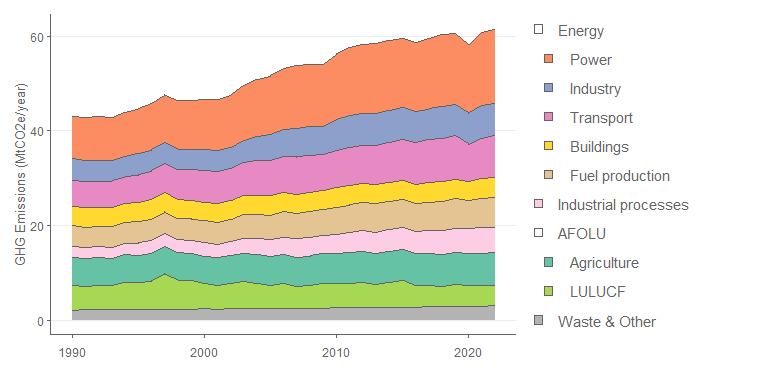 GHG Emissions (MtCO2e/year)
60
40
20
0
1990
2000
2010
2020
Energy
Power
Industry
Transport
Buildings
Fuel production
Industrial processes
AFOLU
Agriculture
LULUCF
Waste & Other